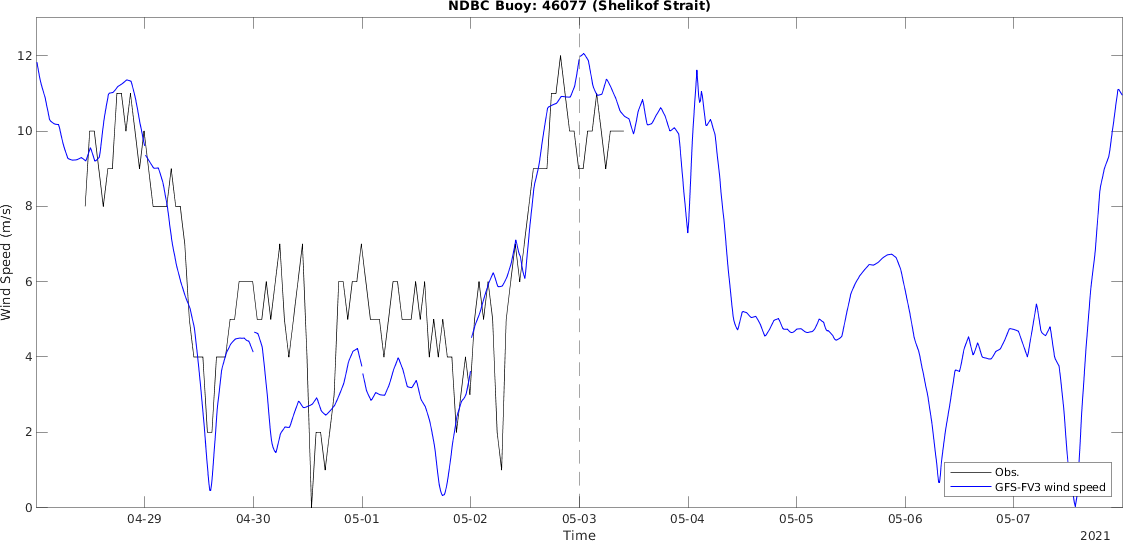 NDBC Buoy: 46077 (Shelikof Strait)
12
10
8
6
4
2
0
Wind Speed (m/s)
Obs.
GFS-FV3 wind speed
04-29 04-30 05-01 05-02 05-03 05-04 05-05 05-06 05-07
Time
2021